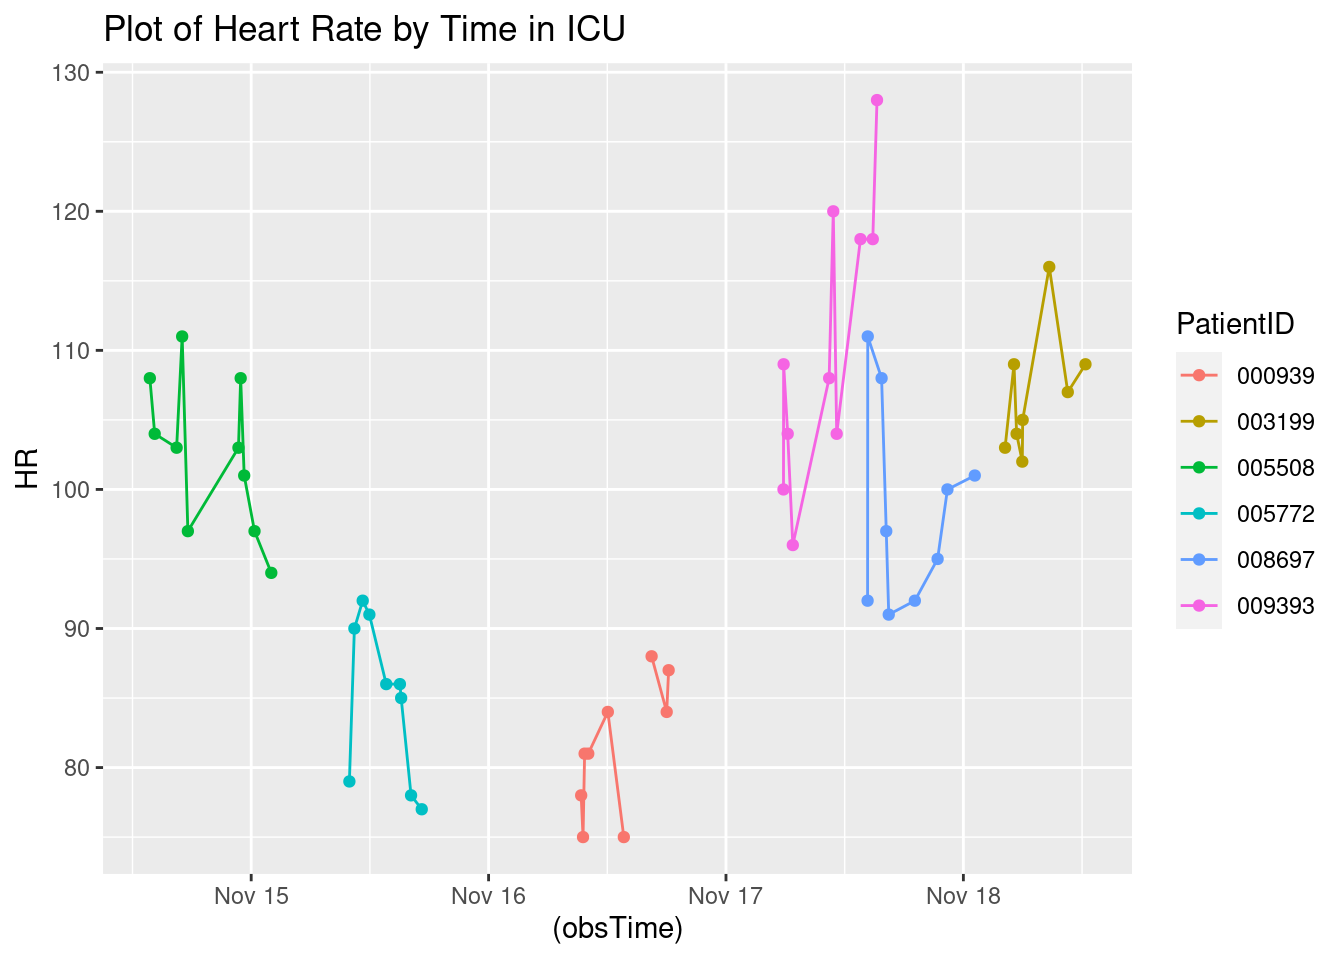 Plot of Heart Rate by Time in ICU
130
120
110
100
90
80
HR
Nov 15
Nov 16
Nov 17
Nov 18
(obsTime)
PatientID
000939
003199
005508
005772
008697
009393